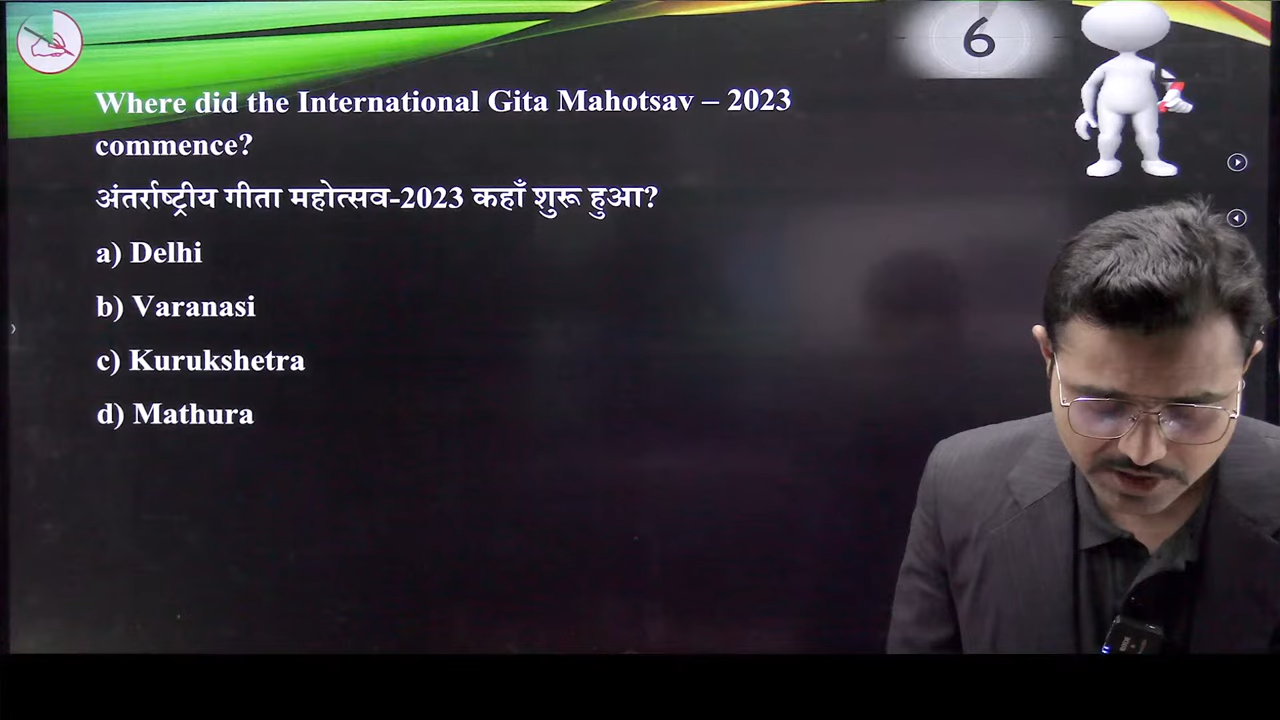 6
Where did the International Gita Mahotsav – 2023
commence?
अंतर्राष्ट्रीय गीता महोत्सव-2023 कहाँ शुरू हुआ?
a) Delhi
b) Varanasi
c) Kurukshetra
d) Mathura